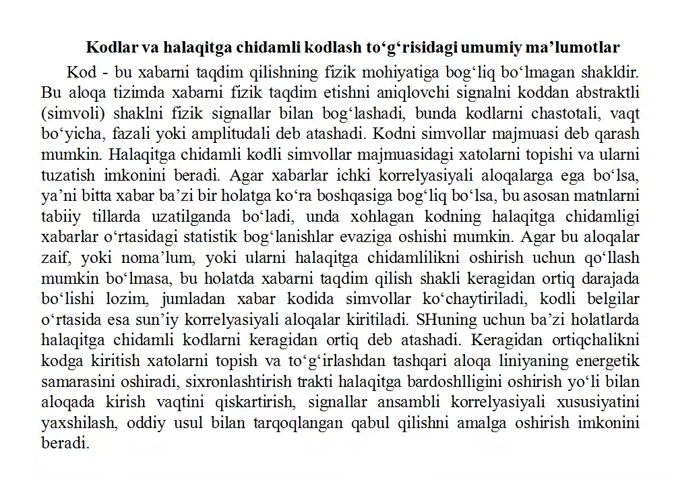 Kodlar va halaqitga chidamli kodlash to‘g‘risidagi umumiy ma’lumotlar
Kod - bu xabarni taqdim qilishning fizik mohiyatiga bog‘liq bo‘lmagan shakldir.
Bu aloqa tizimda xabarni fizik taqdim etishni aniqlovchi signalni koddan abstraktli
(simvoli) shaklni fizik signallar bilan bog‘lashadi, bunda kodlarni chastotali, vaqt
bo‘yicha, fazali yoki amplitudali deb atashadi. Kodni simvollar majmuasi deb qarash
mumkin. Halaqitga chidamli kodli simvollar majmuasidagi xatolarni topishi va ularni
tuzatish imkonini beradi. Agar xabarlar ichki korrelyasiyali aloqalarga ega bo‘lsa,
ya’ni bitta xabar ba’zi bir holatga ko‘ra boshqasiga bog‘liq bo‘lsa, bu asosan matnlarni
tabiiy tillarda uzatilganda bo‘ladi, unda xohlagan kodning halaqitga chidamligi
xabarlar o‘rtasidagi statistik bog‘lanishlar evaziga oshishi mumkin. Agar bu aloqalar
zaif, yoki noma’lum, yoki ularni halaqitga chidamlilikni oshirish uchun qo‘llash
mumkin bo‘lmasa, bu holatda xabarni taqdim qilish shakli keragidan ortiq darajada
bo‘lishi lozim, jumladan xabar kodida simvollar ko‘chaytiriladi, kodli belgilar
o‘rtasida esa sun’iy korrelyasiyali aloqalar kiritiladi. SHuning uchun ba’zi holatlarda
halaqitga chidamli kodlarni keragidan ortiq deb atashadi. Keragidan ortiqchalikni
kodga kiritish xatolarni topish va to‘g‘irlashdan tashqari aloqa liniyaning energetik
samarasini oshiradi, sixronlashtirish trakti halaqitga bardoshlligini oshirish yo‘li bilan
aloqada kirish vaqtini qiskartirish, signallar ansambli korrelyasiyali xususiyatini
yaxshilash, oddiy usul bilan tarqoqlangan qabul qilishni amalga oshirish imkonini
beradi.